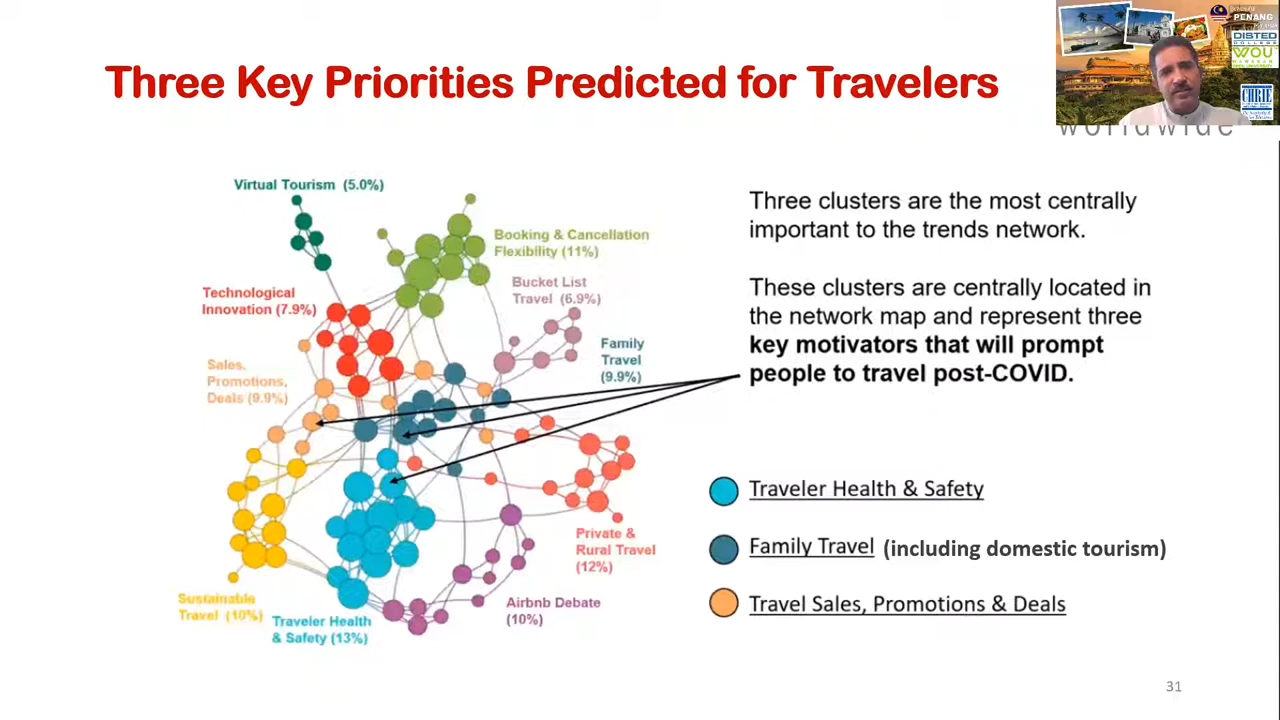 Three Key Priorities Predicted for Travelers
PENANG
DISTED
COLLEGE
WOU
CHRIE
worldwide
Virtual Tourism (5.0%)
Booking & Cancellation
Flexibility (11%)
Bucket List
Travel (6.9%)
Technological
Innovation (7.9%)
Family
Travel
(9.9%)
Sales,
Promotions,
Deals (9.9%)
Private &
Rural Travel
(12%)
Sustainable
Travel (10%)
Traveler Health
& Safety (13%)
Airbnb Debate
(10%)
Three clusters are the most centrally
important to the trends network.
These clusters are centrally located in
the network map and represent three
key motivators that will prompt
people to travel post-COVID.
Traveler Health & Safety
Family Travel (including domestic tourism)
Travel Sales, Promotions & Deals
31